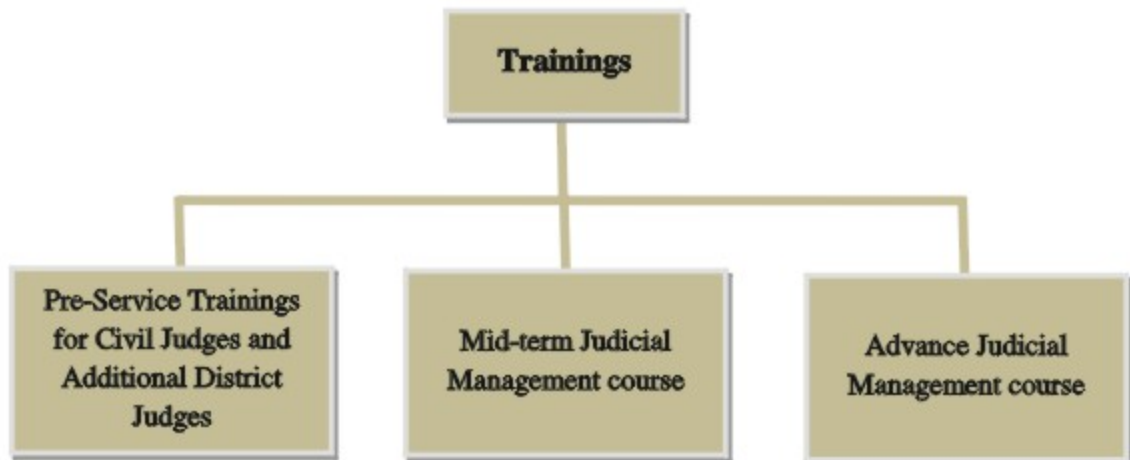 Trainings
Pre-Service Trainings
for Civil Judges and
Additional District
Judges
Mid-term Judicial
Management course
Advance Judicial
Management course